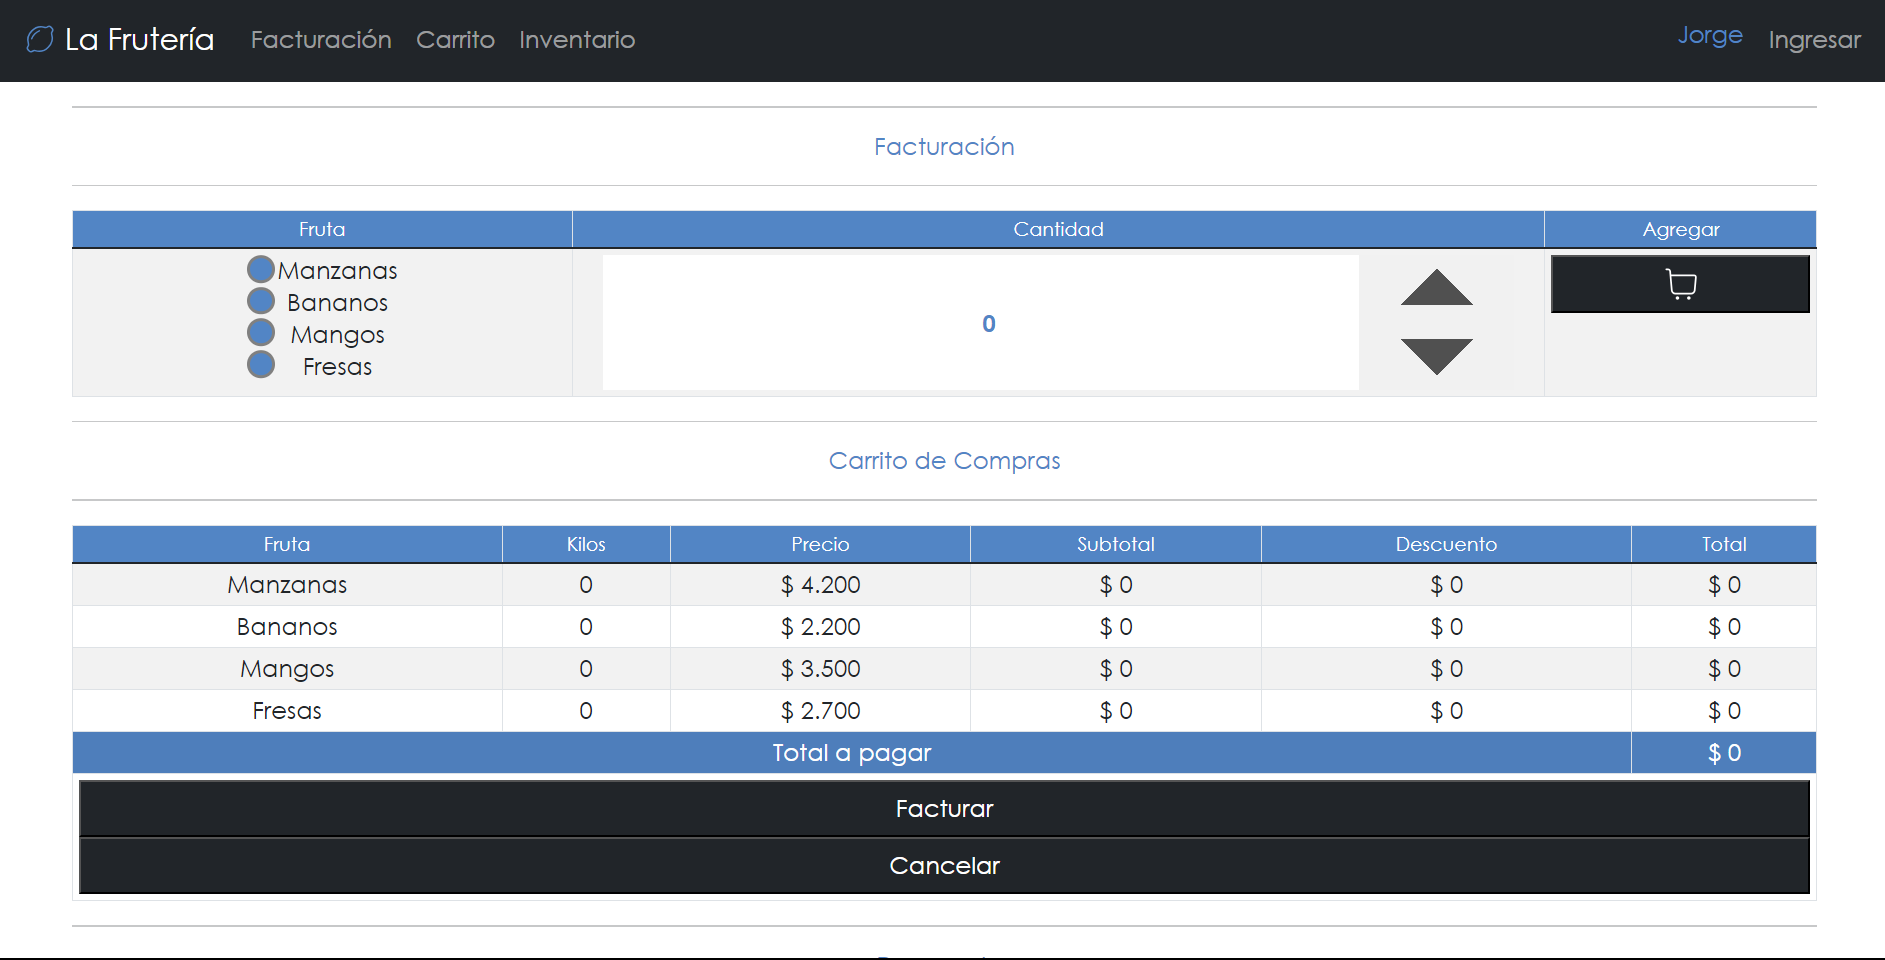 La Frutería Facturación Carrito Inventario Jorge Ingresar
Facturación
Fruta Cantidad Agregar
Manzanas
Bananos
Mangos
Fresas
0
Carrito de Compras
Fruta Kilos Precio Subtotal Descuento Total
Manzanas 0 $ 4.200 $ 0 $ 0 $ 0
Bananos 0 $ 2.200 $ 0 $ 0 $ 0
Mangos 0 $ 3.500 $ 0 $ 0 $ 0
Fresas 0 $ 2.700 $ 0 $ 0 $ 0
Total a pagar $ 0
Facturar
Cancelar